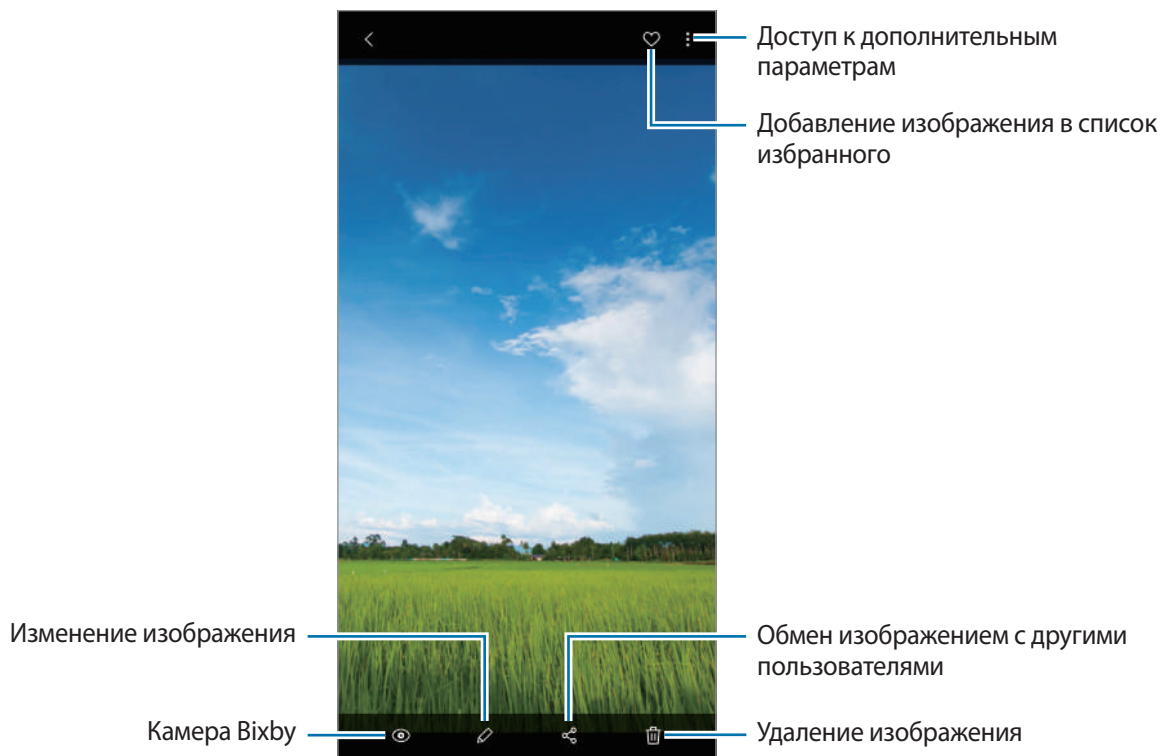 Доступ к дополнительным
параметрам
Добавление изображения в список
избранного
Изменение изображения
Обмен изображением с другими
пользователями
Камера Bixby
Удаление изображения